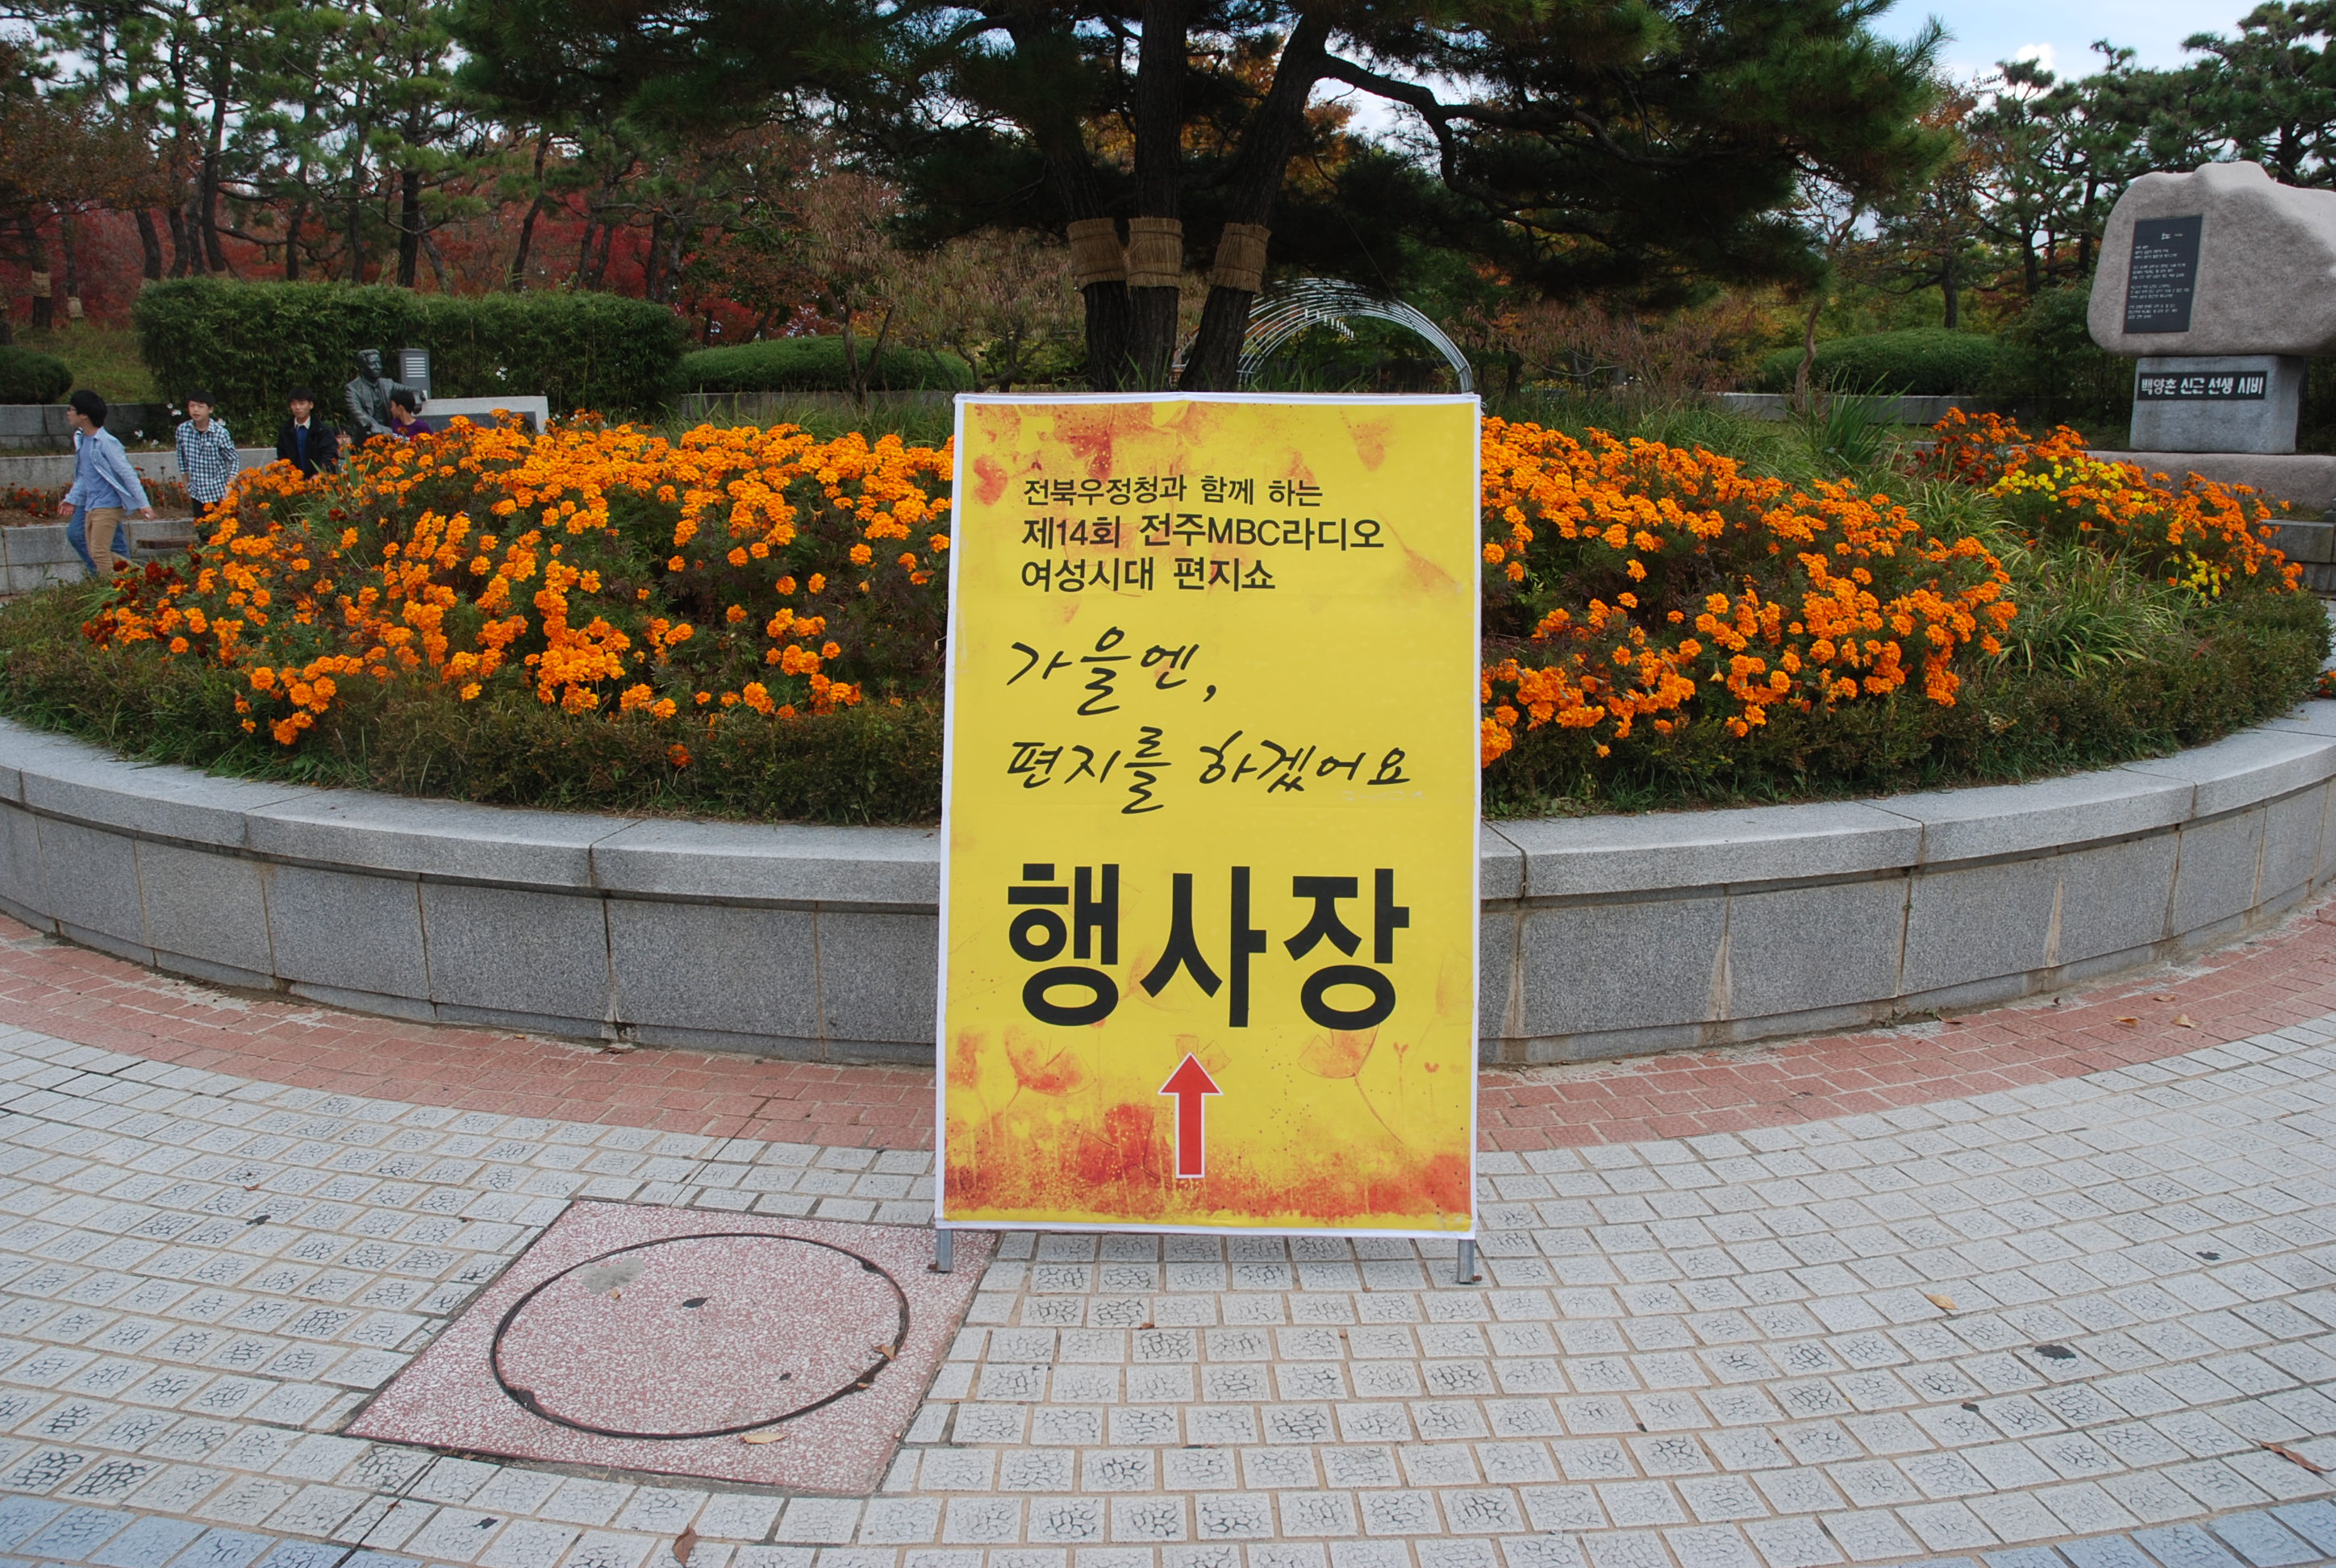 전북우정청과 함께 하는
제14회 전주MBC라디오
여성시대 편지쇼
가을엔,
편지를 하겠어요
행사장
백양촌 신근 선생 시비